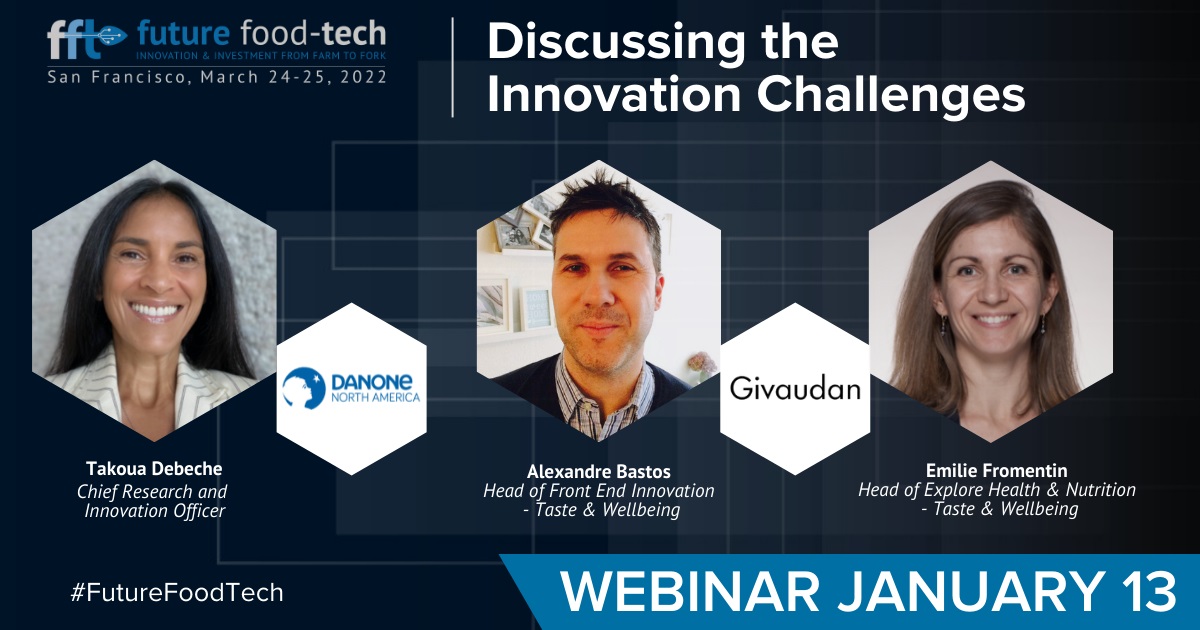 fft future food-tech
INNOVATION & INVESTMENT FROM FARM TO FORK
San Francisco, March 24-25, 2022
Discussing the
Innovation Challenges
DANONE
NORTH AMERICA
Givaudan
Takoua Debeche
Chief Research and
Innovation Officer
Alexandre Bastos
Head of Front End Innovation
- Taste & Wellbeing
Emilie Fromentin
Head of Explore Health & Nutrition
- Taste & Wellbeing
#FutureFoodTech
WEBINAR JANUARY 13